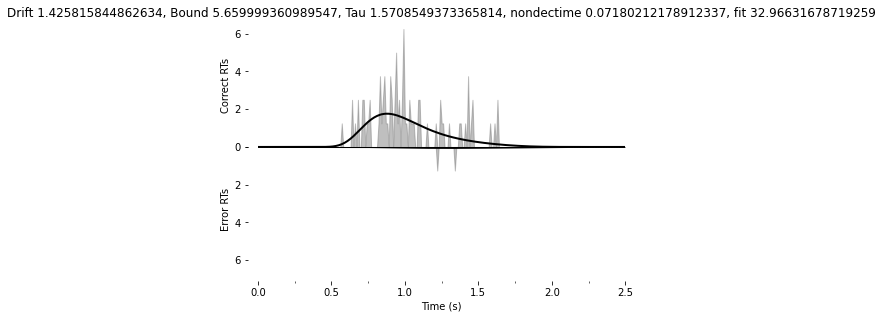 Drift 1.425815844862634, Bound 5.659999360989547, Tau 1.5708549373365814, nondectime 0.07180212178912337, fit 32.96631678719259
6
4
Correct RTs
2
0
2
Error RTs
4
6
0.0 0.5 1.0 1.5 2.0 2.5
Time (s)